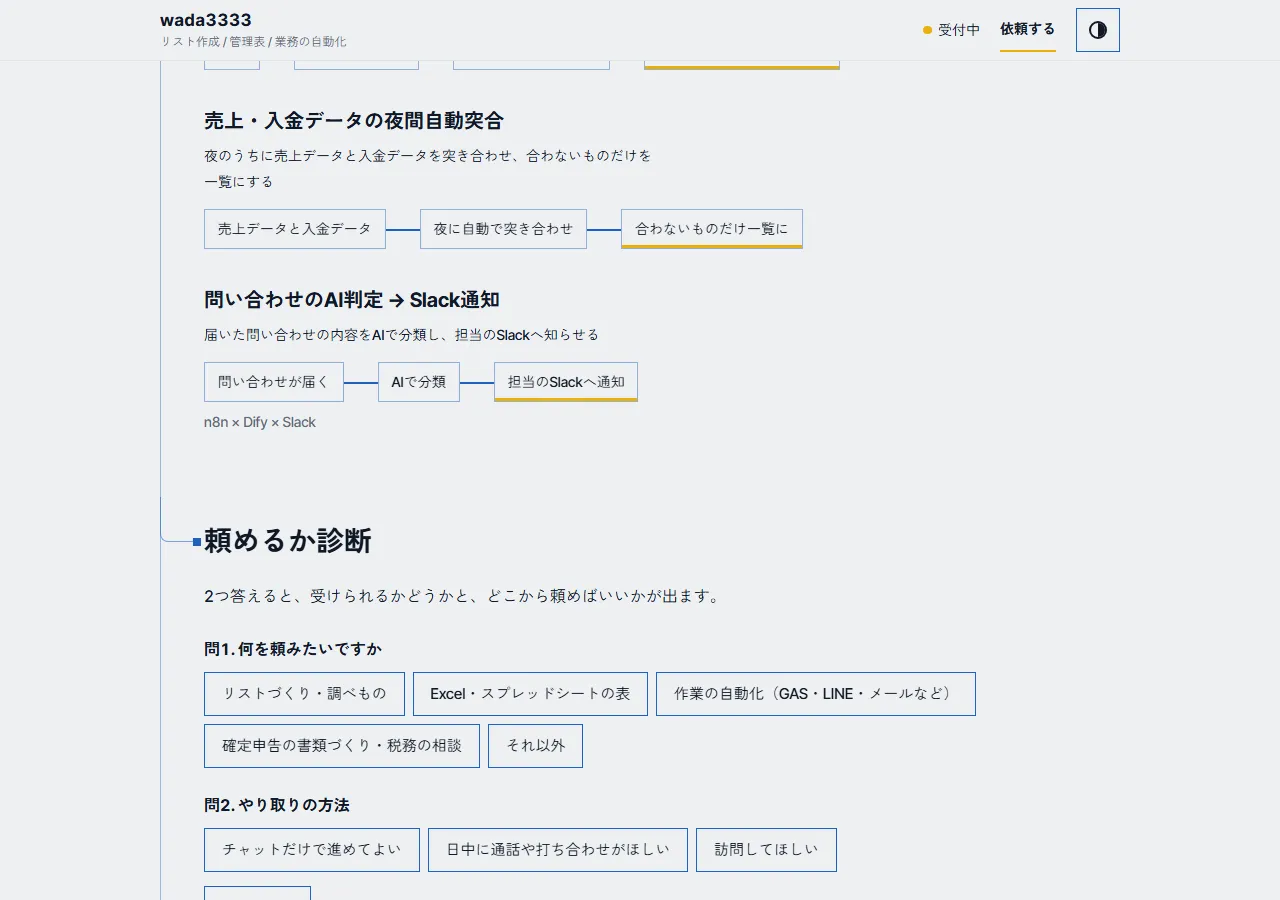 wada3333
リスト作成 / 管理表 / 業務の自動化
受付中
依頼する
売上・入金データの夜間自動突合
夜のうちに売上データと入金データを突き合わせ、合わないものだけを
一覧にする
売上データと入金データ
夜に自動で突き合わせ
合わないものだけ一覧に
問い合わせのAI判定 → Slack通知
届いた問い合わせの内容をAIで分類し、担当のSlackへ知らせる
問い合わせが届く
AIで分類
担当のSlackへ通知
n8n × Dify × Slack
頼めるか診断
2つ答えると、受けられるかどうかと、どこから頼めばいいかが出ます。
問1. 何を頼みたいですか
リストづくり・調べもの
Excel・スプレッドシートの表
作業の自動化（GAS・LINE・メールなど）
確定申告の書類づくり・税務の相談
それ以外
問2. やり取りの方法
チャットだけで進めてよい
日中に通話や打ち合わせがほしい
訪問してほしい